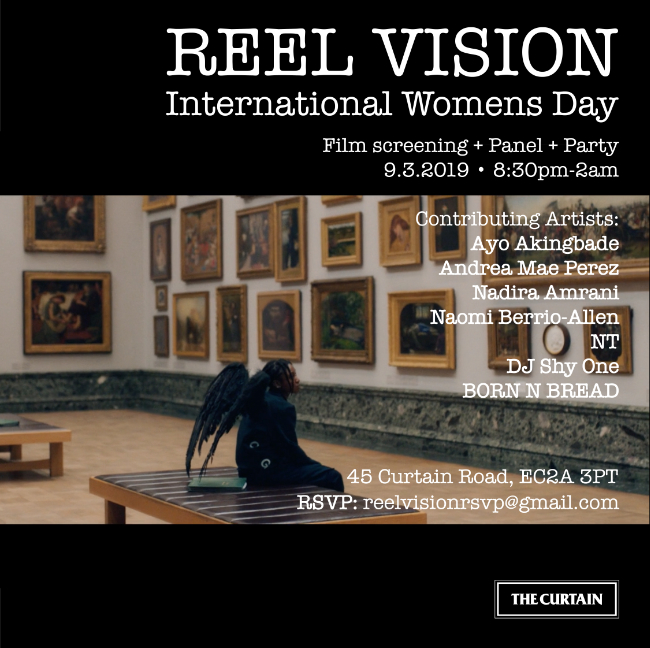 REEL VISION
International Womens Day
Film screening + Panel + Party
9.3.2019 • 8:30pm-2am
Contributing Artists:
Ayo Akingbade
Andrea Mae Perez
Nadira Amrani
Naomi Berrio-Allen
NT
DJ Shy One
BORN N BREAD
45 Curtain Road, EC2A 3PT
RSVP: reelvisionrsvp@gmail.com
THE CURTAIN